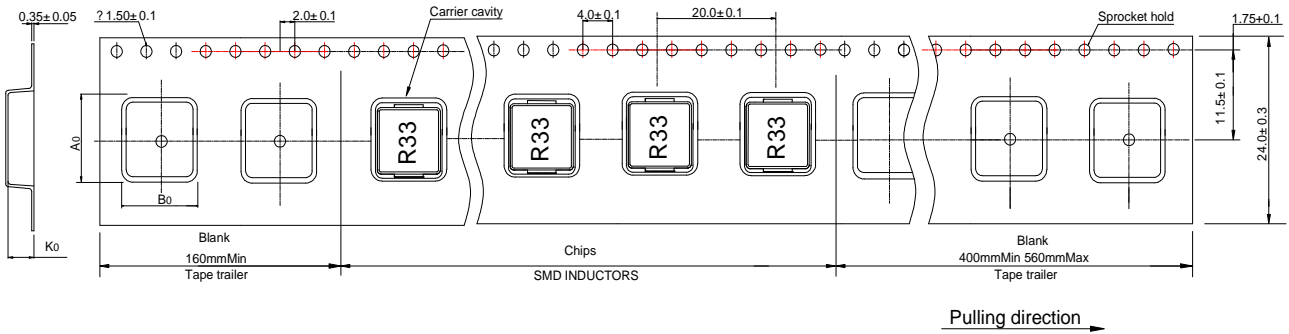 0.35±0.05
?1.50±0.1
2.0±0.1
Carrier cavity
4.0±0.1
20.0±0.1
Sprocket hold
1.75+0.1
11.5±0.1
24.0±0.3
A0
B0
K0
R33
R33
R33
R33
Blank
160mmMin
Tape trailer
Chips
SMD INDUCTORS
Blank
400mmMin 560mmMax
Tape trailer
Pulling direction